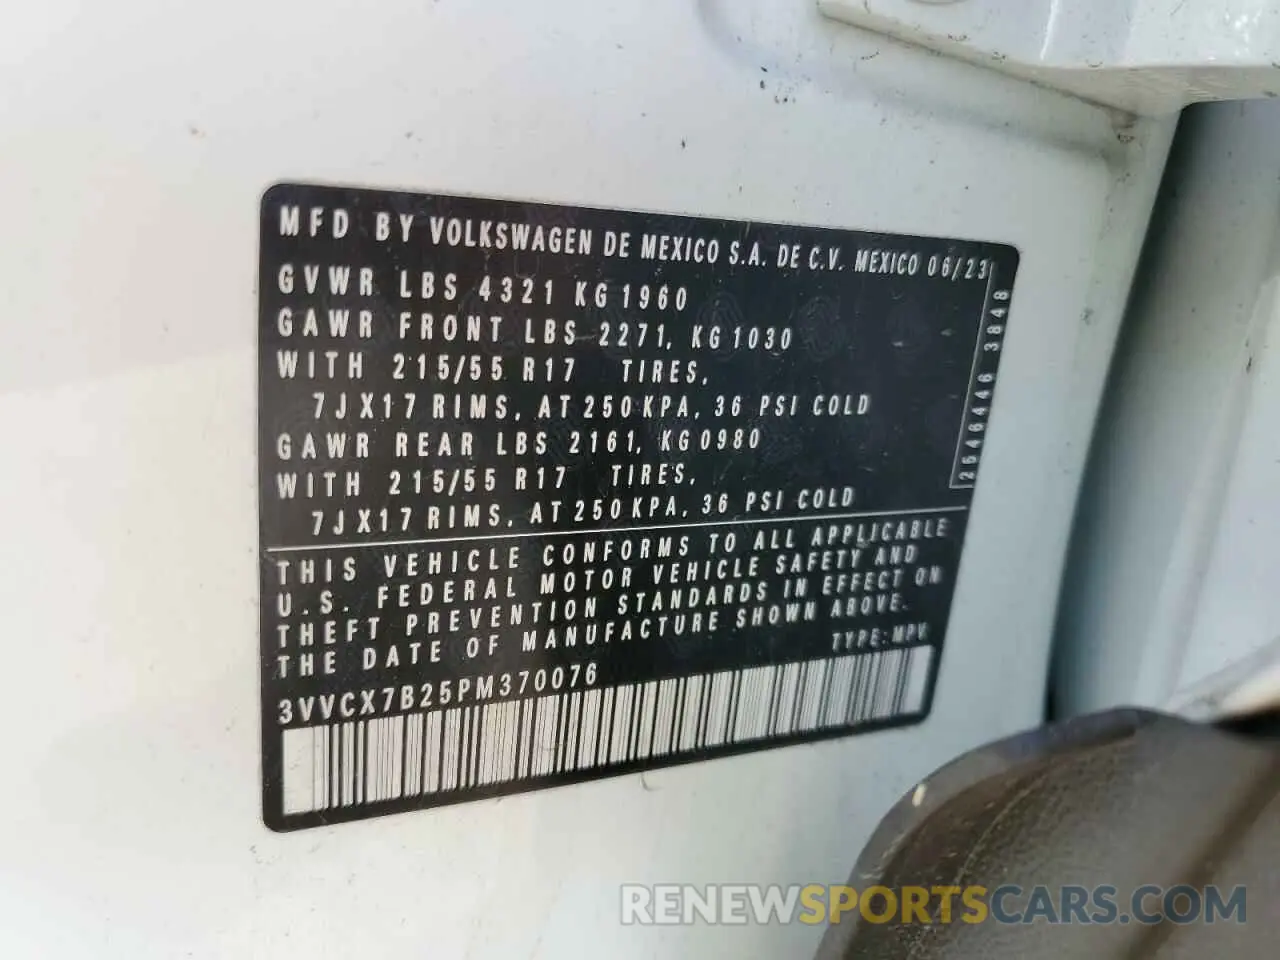 MFD BY VOLKSWAGEN DE MEXICO S.A. DE C.V. MEXICO 06/23
GVWR LBS 4321 KG 1960
GAWR FRONT LBS 2271, KG 1030
WITH 215/55 R17 TIRES,
7JX17 RIMS, AT 250 KPA, 36 PSI COLD
GAWR REAR LBS 2161, KG 0980
WITH 215/55 R17 TIRES,
7JX17 RIMS, AT 250 KPA, 36 PSI COLD
2546446 3848
THIS VEHICLE CONFORMS TO ALL APPLICABLE
U.S. FEDERAL MOTOR VEHICLE SAFETY AND
THEFT PREVENTION STANDARDS IN EFFECT ON
THE DATE OF MANUFACTURE SHOWN ABOVE.
TYPE: MPV
3VVCX7B25PM370076
RENEWSPORTSCARS.COM